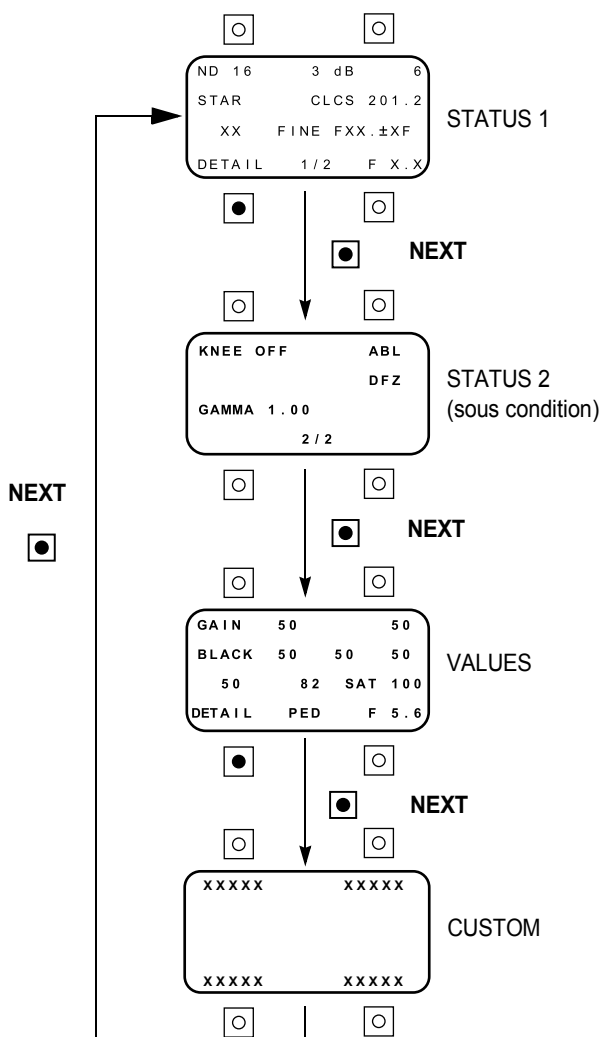 ND 16 3 dB 6
STAR CLCS 201.2
XX FINE FXX.±XF
DETAIL 1/2 F X.X
STATUS 1
NEXT
KNEE OFF ABL
DFZ
GAMMA 1.00
2/2
STATUS 2
(sous condition)
NEXT
NEXT
GAIN 50 50
BLACK 50 50 50
50 82 SAT 100
DETAIL PED F 5.6
VALUES
NEXT
XXXXX XXXXX
CUSTOM
XXXXX XXXXX